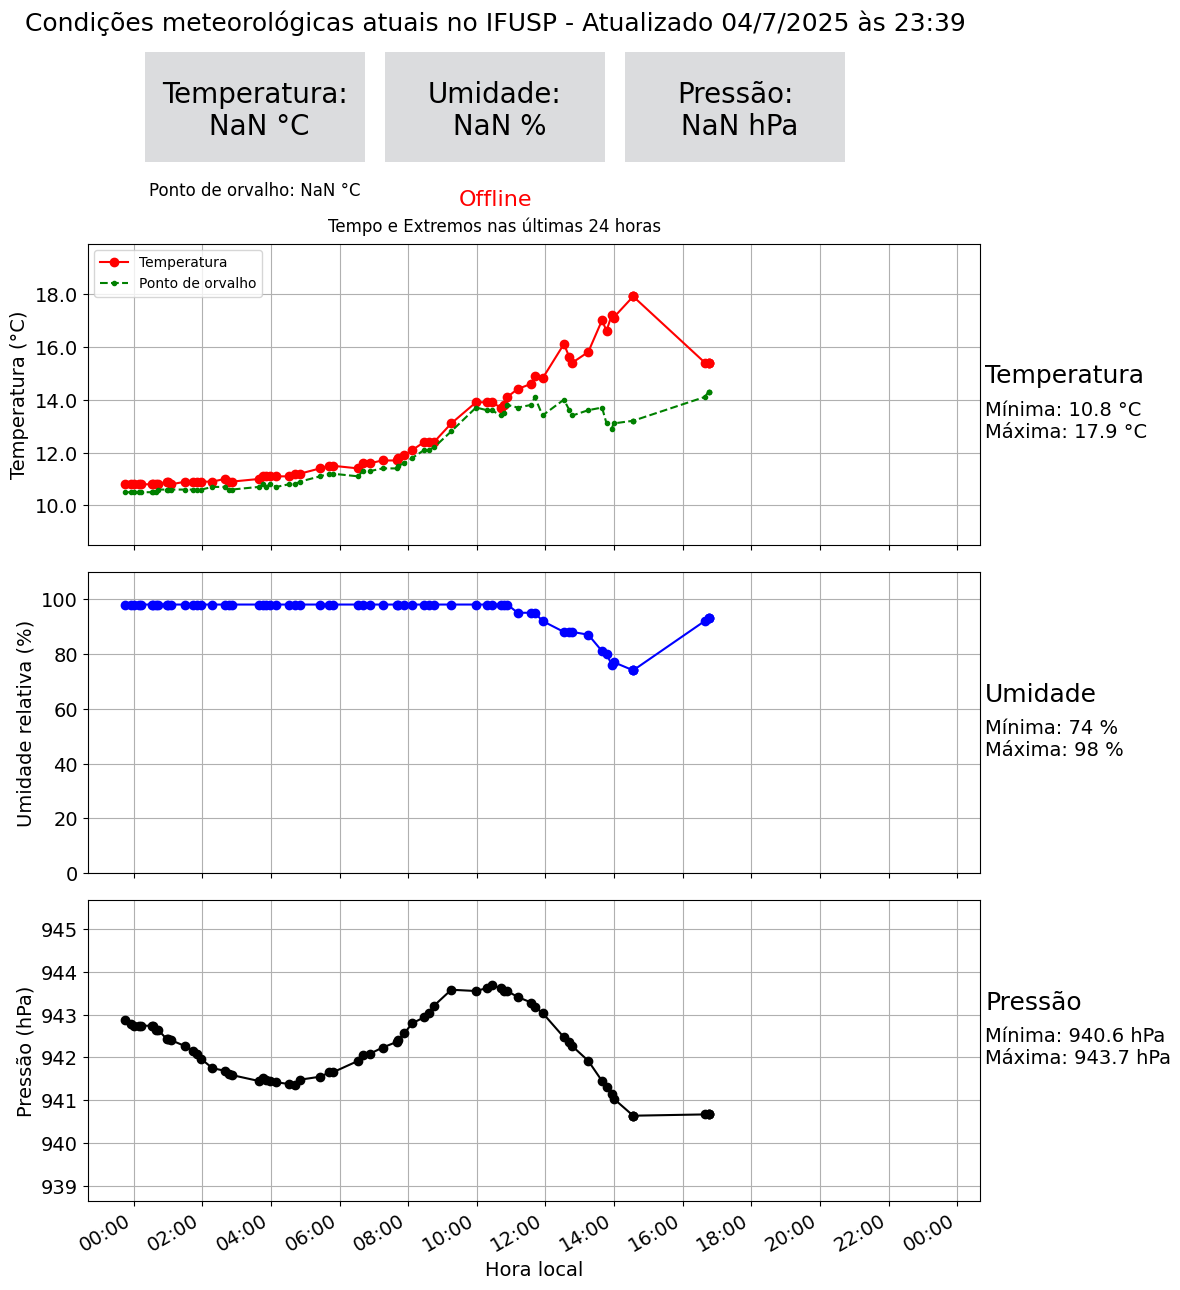 Condições meteorológicas atuais no IFUSP - Atualizado 04/7/2025 às 23:39
Temperatura:
NaN °C
Umidade:
NaN %
Pressão:
NaN hPa
Ponto de orvalho: NaN °C
Offline
Tempo e Extremos nas últimas 24 horas
Temperatura
Ponto de orvalho
Temperatura (°C)
18.0
16.0
14.0
12.0
10.0
Temperatura
Mínima: 10.8 °C
Máxima: 17.9 °C
Umidade relativa (%)
100
80
60
40
20
0
Umidade
Mínima: 74 %
Máxima: 98 %
Pressão (hPa)
945
944
943
942
941
940
939
Pressão
Mínima: 940.6 hPa
Máxima: 943.7 hPa
00:00 02:00 04:00 06:00 08:00 10:00 12:00 14:00 16:00 18:00 20:00 22:00 00:00
Hora local